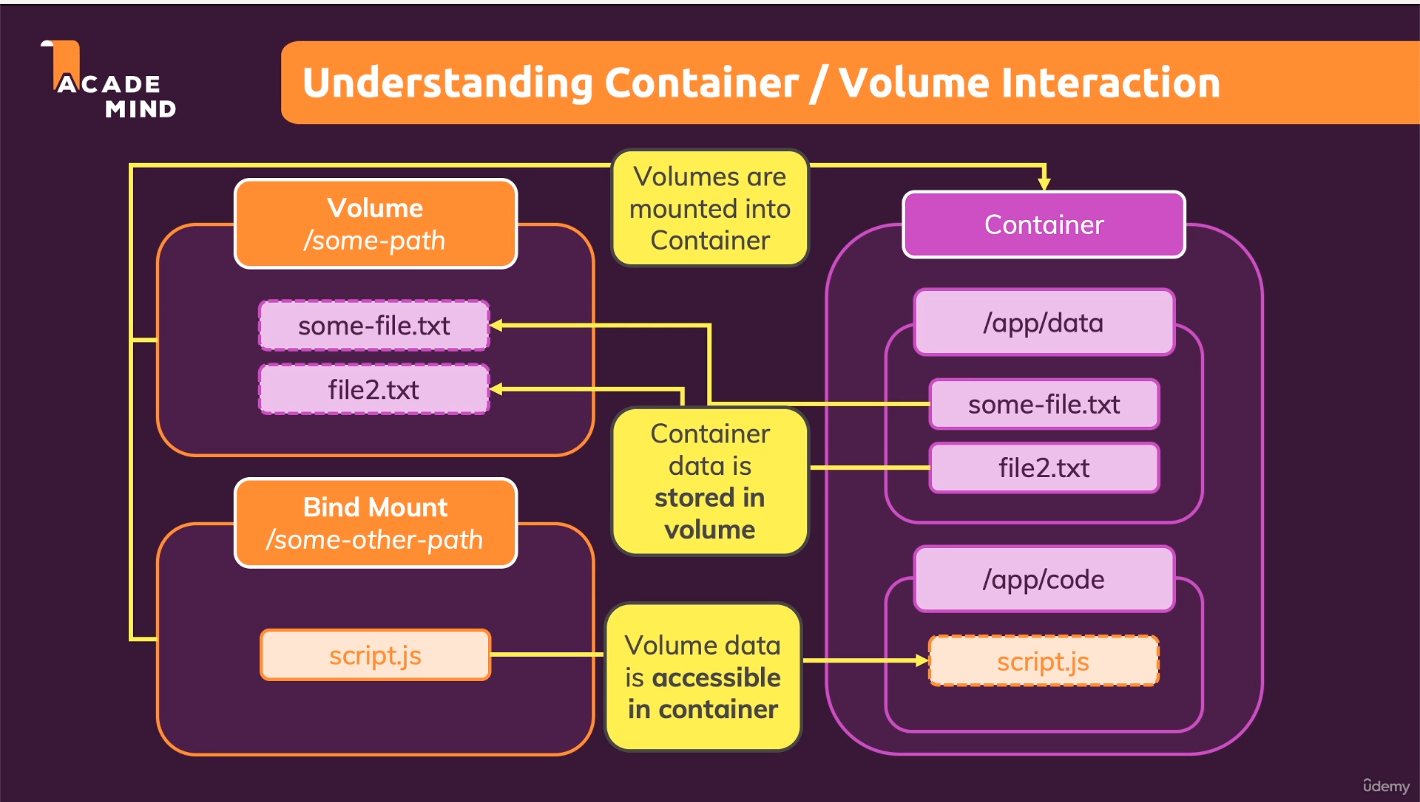 ACADE
MIND
Understanding Container / Volume Interaction
Volumes are
mounted into
Container
Volume
/some-path
Container
some-file.txt
file2.txt
/app/data
some-file.txt
file2.txt
Container
data is
stored in
volume
Bind Mount
/some-other-path
/app/code
script.js
Volume data
is accessible
in container
script.js
ûdemy